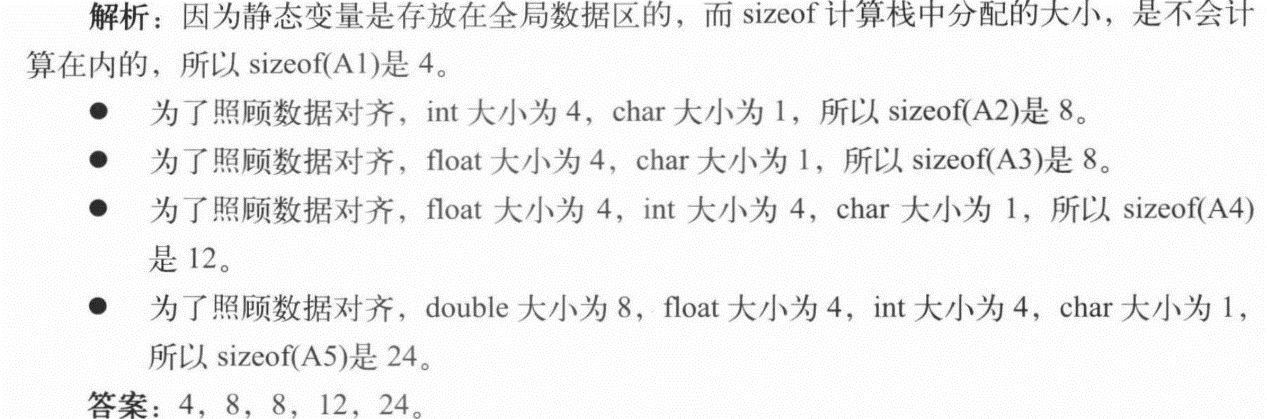 解析：因为静态变量是存放在全局数据区的，而 sizeof 计算栈中分配的大小，是不会计
算在内的，所以 sizeof(A1)是 4。
● 为了照顾数据对齐，int 大小为 4，char 大小为 1，所以 sizeof(A2)是 8。
● 为了照顾数据对齐，float 大小为 4，char 大小为 1，所以 sizeof(A3)是 8。
● 为了照顾数据对齐，float 大小为 4，int 大小为 4，char 大小为 1，所以 sizeof(A4)
是 12。
● 为了照顾数据对齐，double 大小为 8，float 大小为 4，int 大小为 4，char 大小为 1，
所以 sizeof(A5)是 24。
答案：4，8，8，12，24。